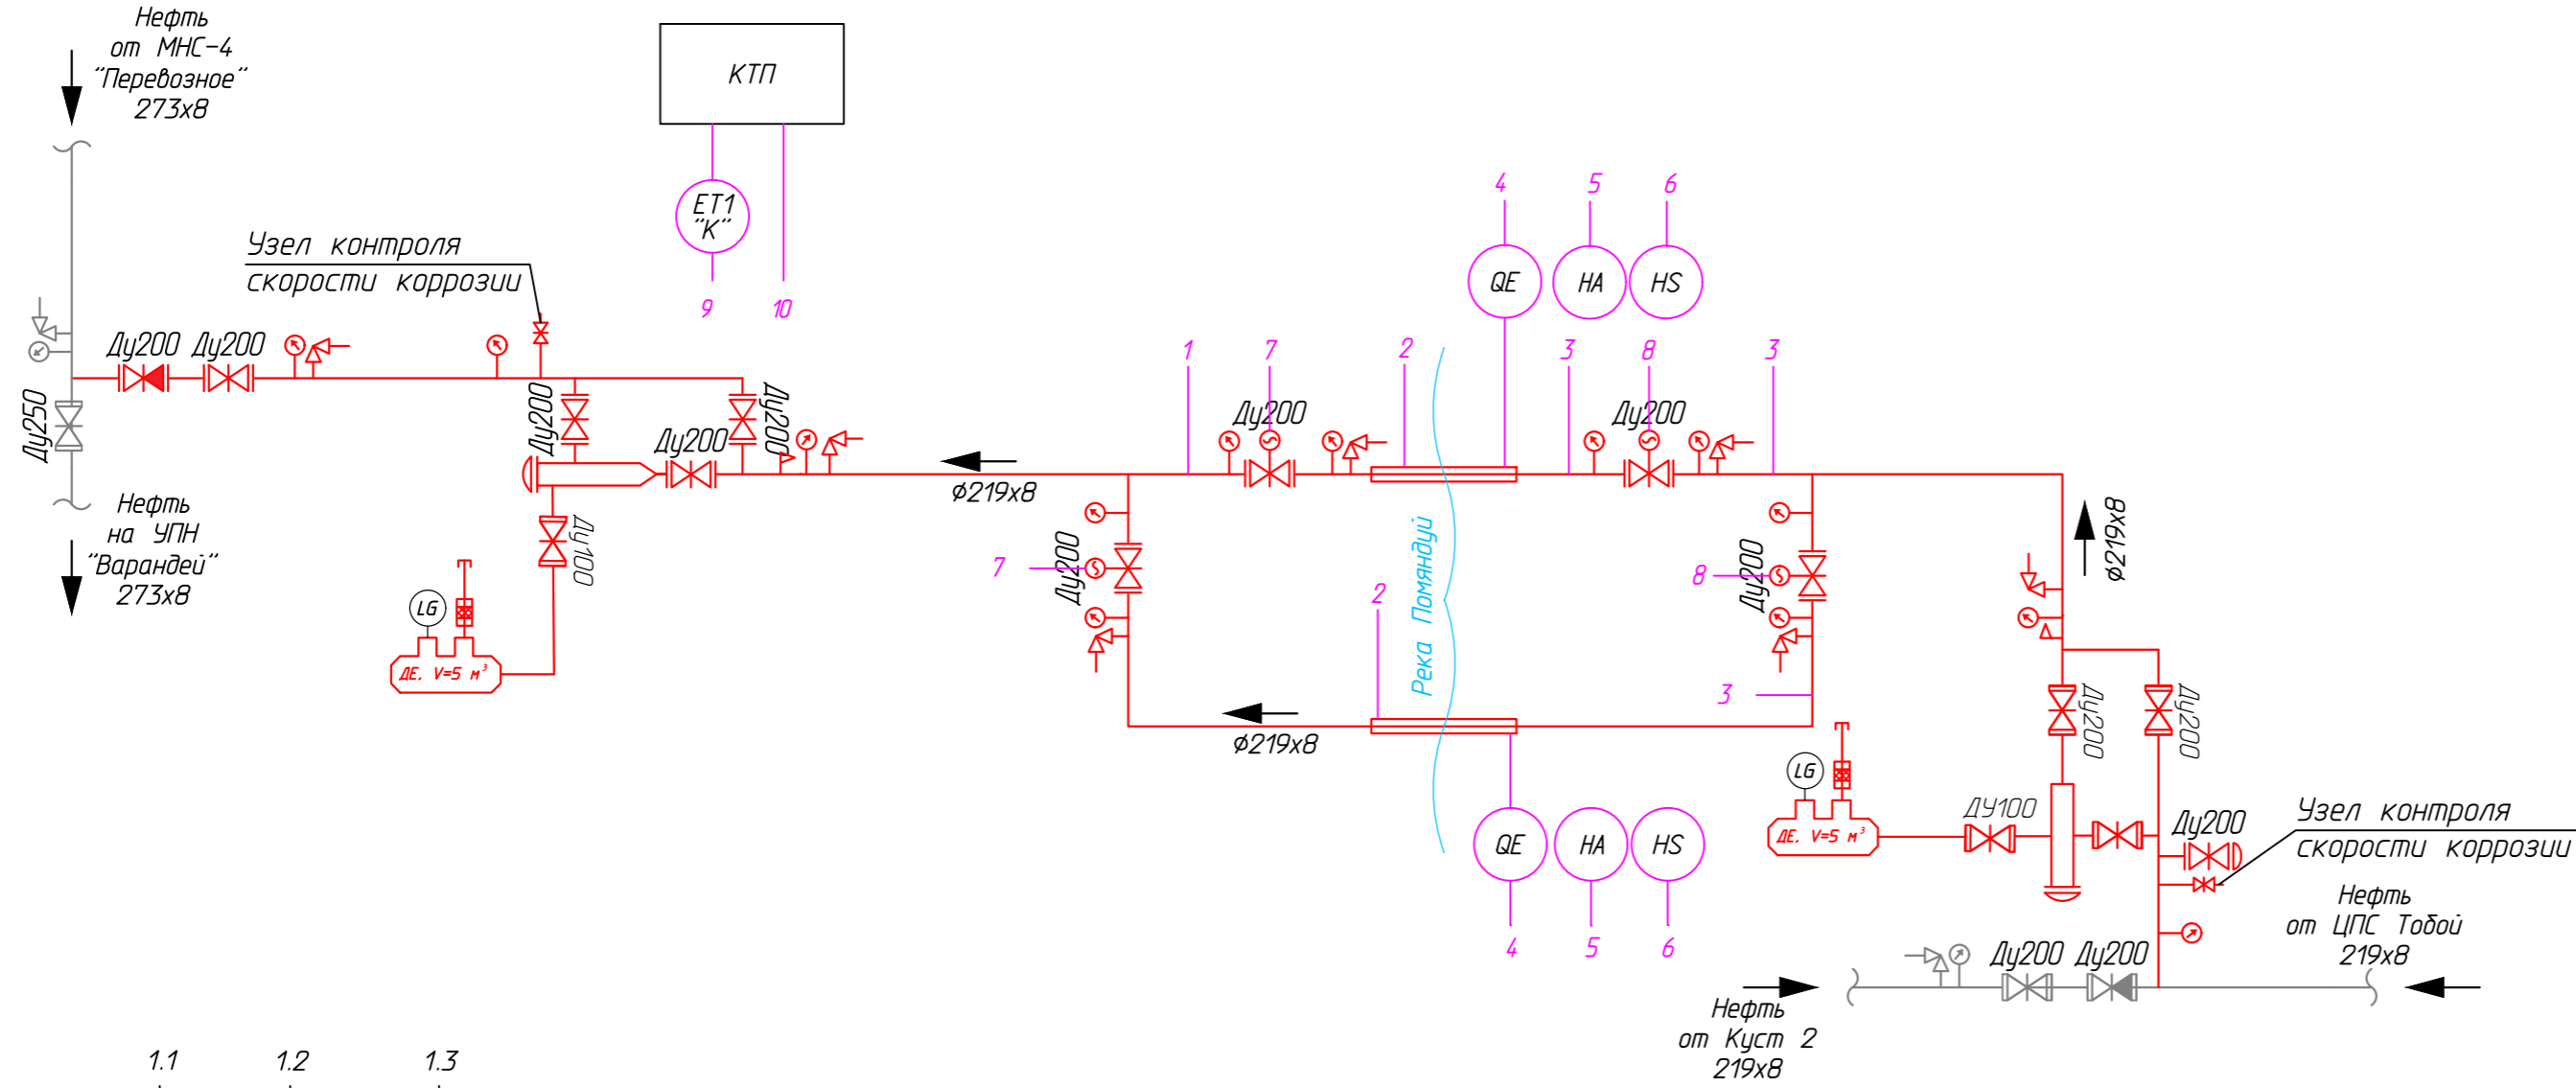 Нефть
от МНС-4
"Перевозное"
273х8
КТП
ЕТ1
"К"
9
10
Узел контроля
скорости коррозии
Ду200
Ду200
Ду250
Ду200
Ду200
Ду200
Нефть
на УПН
"Варандей"
273х8
Ду100
LG
ДЕ, V=5 м³
ϕ219х8
1
7
2
3
8
3
4
5
6
QE
HA
HS
Ду200
Ду200
7
Ду200
8
Ду200
2
Река Помяндуй
3
ϕ219х8
ϕ219х8
QE
HA
HS
4
5
6
Ду200
Ду200
LG
ДЕ, V=5 м³
ДУ100
Ду200
Узел контроля
скорости коррозии
Нефть
от ЦПС Тобой
219х8
Ду200
Ду200
Нефть
от Куст 2
219х8
1.1
1.2
1.3